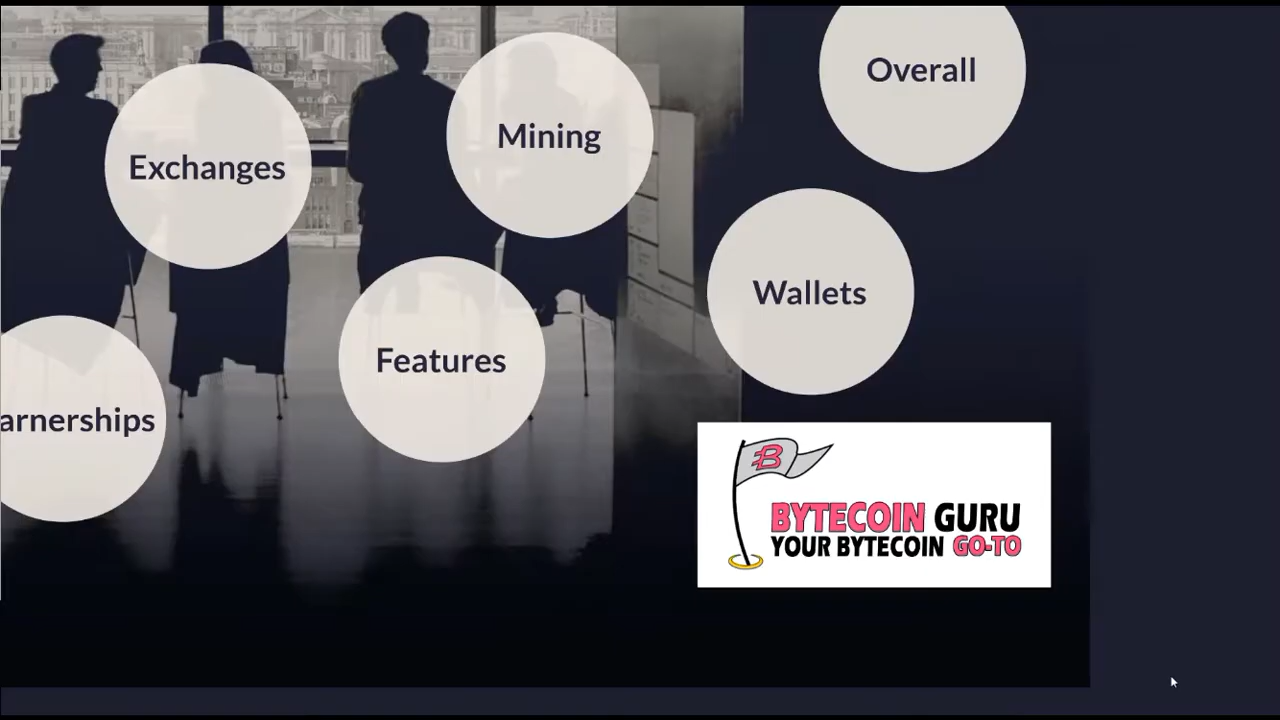 Overall
Mining
Exchanges
Wallets
Features
arnerships
BYTECOIN GURU
YOUR BYTECOIN GO-TO